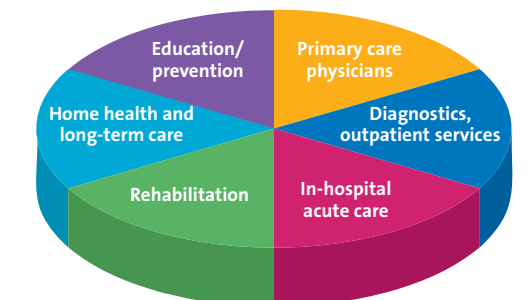 Education/
prevention
Primary care
physicians
Home health and
long-term care
Diagnostics,
outpatient services
Rehabilitation
In-hospital
acute care